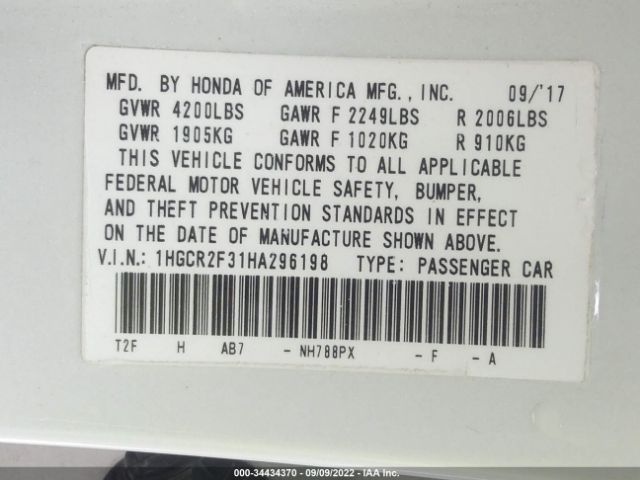 MFD. BY HONDA OF AMERICA MFG., INC. 09/'17
GVWR 4200LBS GAWR F 2249LBS R 2006LBS
GVWR 1905KG GAWR F 1020KG R 910KG
THIS VEHICLE CONFORMS TO ALL APPLICABLE
FEDERAL MOTOR VEHICLE SAFETY, BUMPER,
AND THEFT PREVENTION STANDARDS IN EFFECT
ON THE DATE OF MANUFACTURE SHOWN ABOVE.
V.I.N.: 1HGCR2F31HA296198 TYPE: PASSENGER CAR
T2F H AB7 - NH788PX - F - A
000-34434370 - 09/09/2022 - IAA Inc.